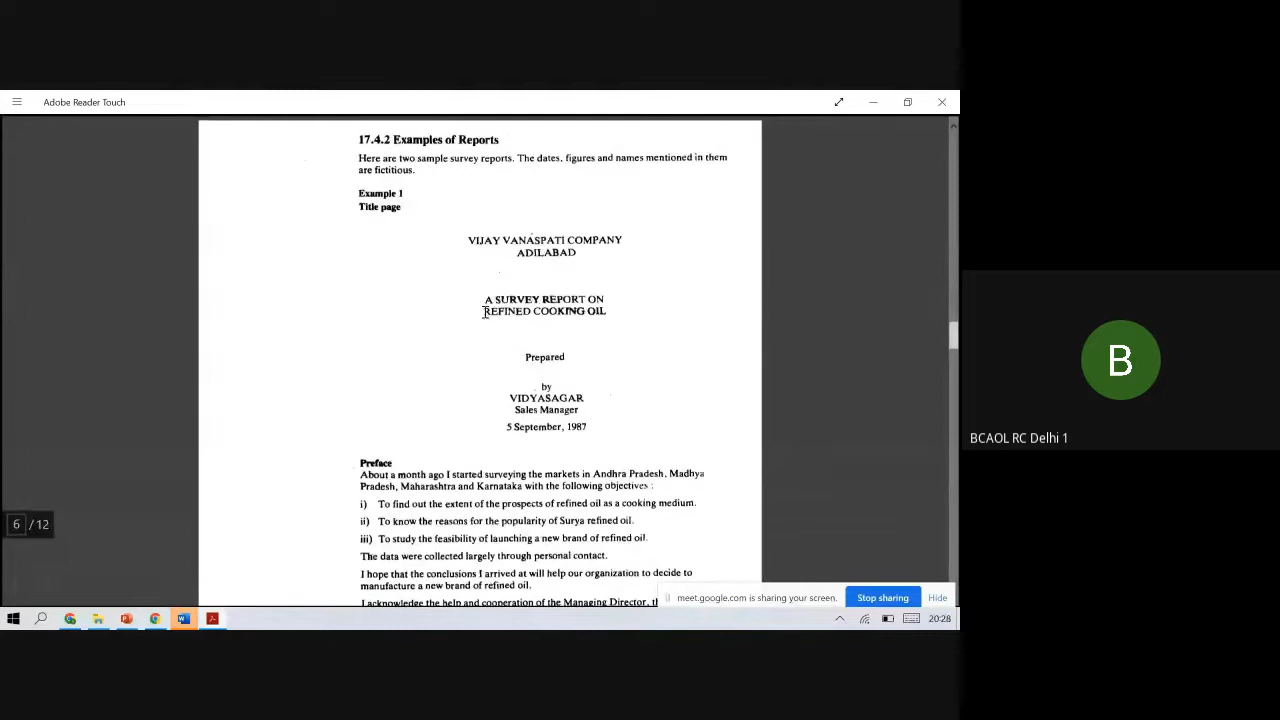 Adobe Reader Touch
17.4.2 Examples of Reports
Here are two sample survey reports. The dates, figures and names mentioned in them
are fictitious.
Example 1
Title page
VIJAY VANASPATI COMPANY
ADILABAD
A SURVEY REPORT ON
REFINED COOKING OIL
Prepared
by
VIDYASAGAR
Sales Manager
5 September, 1987
Preface
About a month ago I started surveying the markets in Andhra Pradesh, Madhya
Pradesh, Maharashtra and Karnataka with the following objectives :
i) To find out the extent of the prospects of refined oil as a cooking medium.
ii) To know the reasons for the popularity of Surya refined oil.
iii) To study the feasibility of launching a new brand of refined oil.
The data were collected largely through personal contact.
I hope that the conclusions I arrived at will help our organization to decide to
manufacture a new brand of refined oil.
I acknowledge the help and cooperation of the Managing Director,
6 / 12
meet.google.com is sharing your screen.
Stop sharing
Hide
20:28
B
BCAOL RC Delhi 1